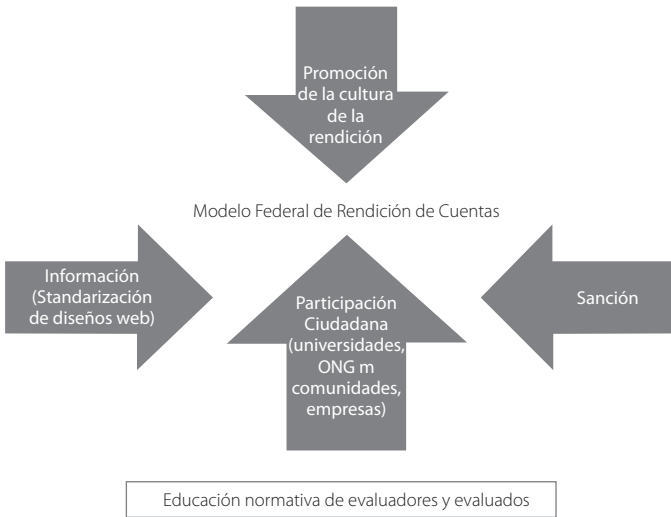 Promoción
de la cultura
de la
rendición
Modelo Federal de Rendición de Cuentas
Información
(Standarización
de diseños web)
Participación
Ciudadana
(universidades,
ONG m
comunidades,
empresas)
Sanción
Educación normativa de evaluadores y evaluados